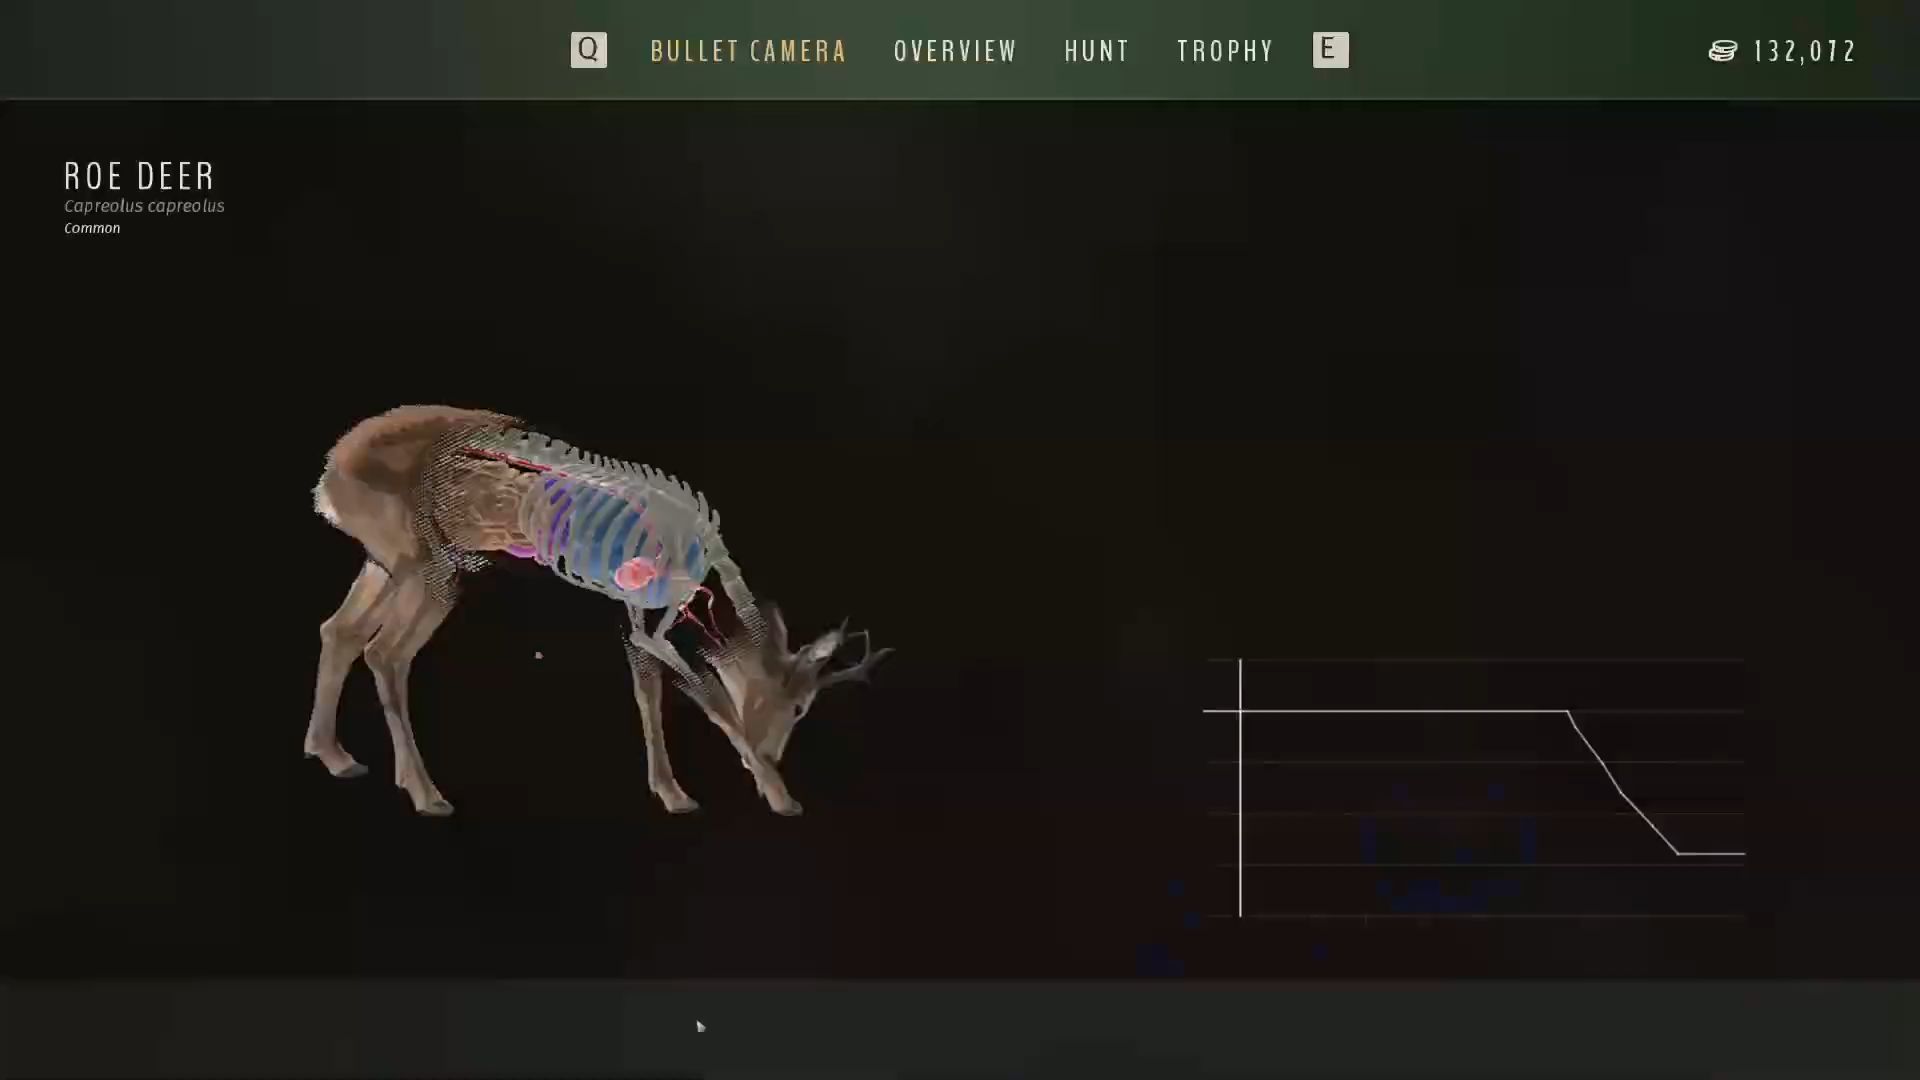 Q BULLET CAMERA OVERVIEW HUNT TROPHY E 132,072
ROE DEER
Capreolus capreolus
Common